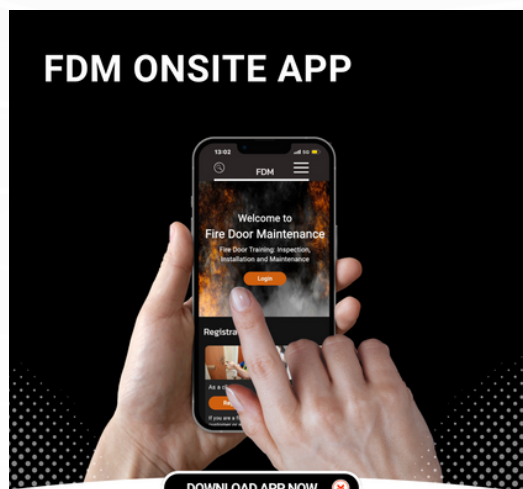 FDM ONSITE APP
13:02
5G
FDM
Welcome to
Fire Door Maintenance
Fire Door Training: Inspection,
Installation and Maintenance
Login
As a
If you are a
DOWNLOAD APP NOW